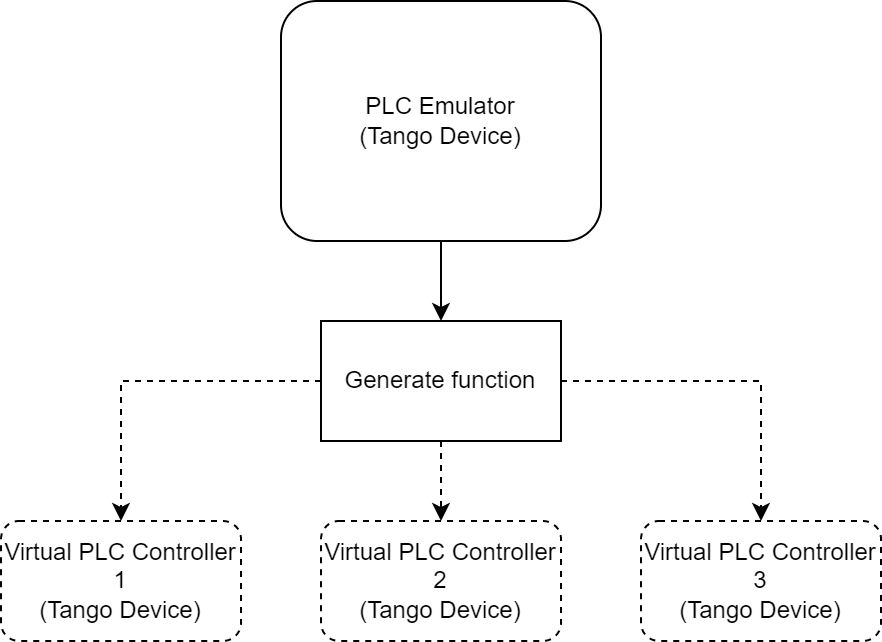 PLC Emulator
(Tango Device)
Generate function
Virtual PLC Controller
1
(Tango Device)
Virtual PLC Controller
2
(Tango Device)
Virtual PLC Controller
3
(Tango Device)